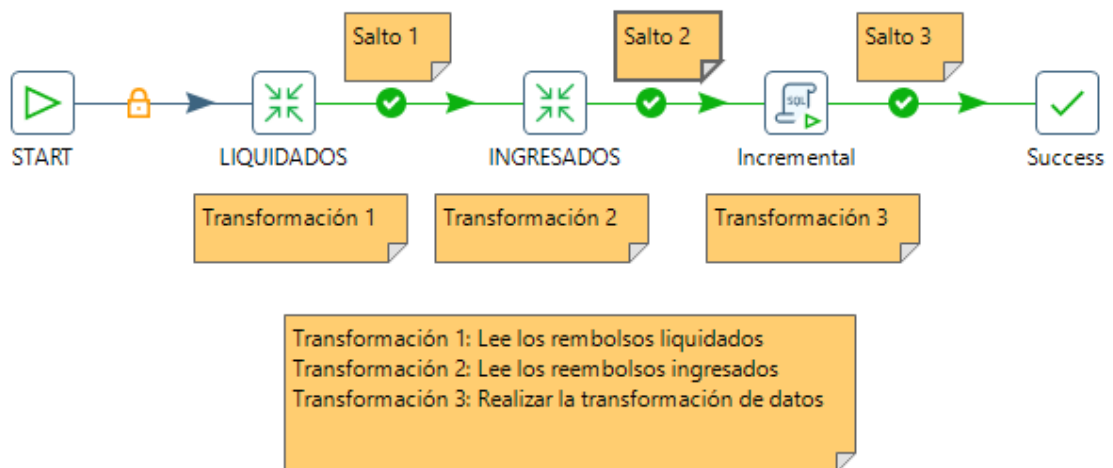 Salto 1
Salto 2
Salto 3
SQL
START
LIQUIDADOS
INGRESADOS
Incremental
Success
Transformación 1
Transformación 2
Transformación 3
Transformación 1: Lee los rembolsos liquidados
Transformación 2: Lee los reembolsos ingresados
Transformación 3: Realizar la transformación de datos